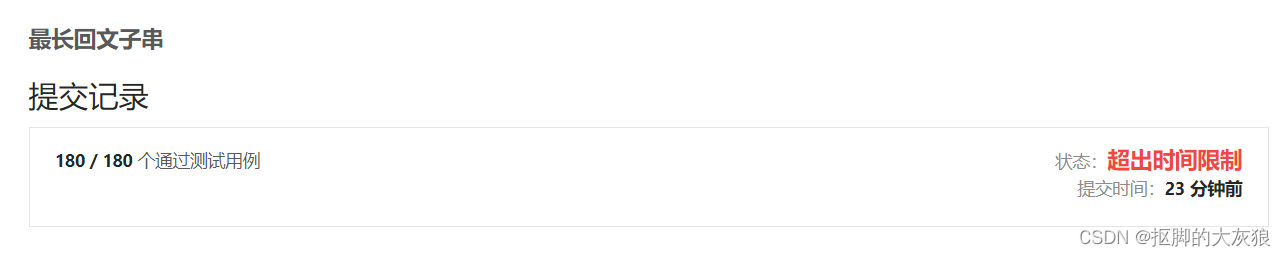 最长回文子串
提交记录
180 / 180 个通过测试用例
状态：超出时间限制
提交时间：23 分钟前
CSDN @抠脚的大灰狼